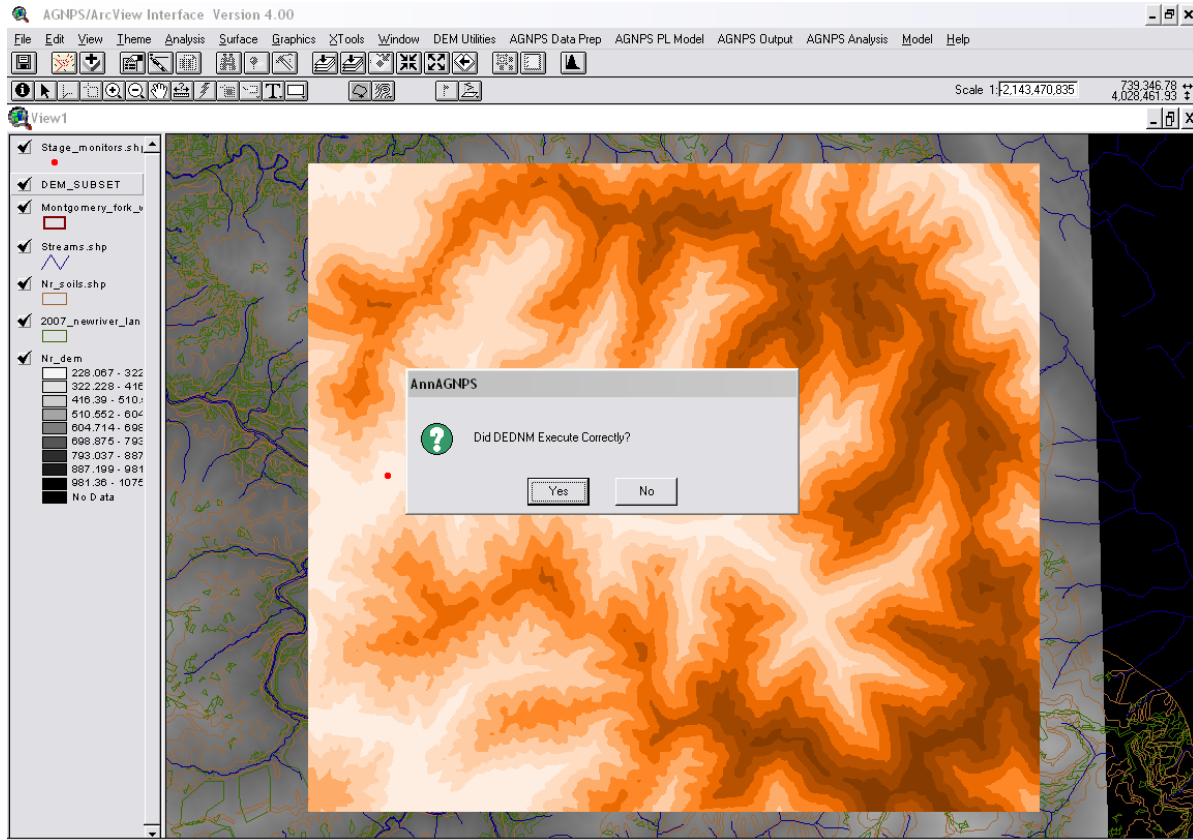 AGNPS/ArcView Interface Version 4.00
File Edit View Theme Analysis Surface Graphics XTools Window DEM Utilities AGNPS Data Prep AGNPS PL Model AGNPS Output AGNPS Analysis Model Help
Scale 1: -2,143,470,835
739,346.78
4,028,461.93
View1
Stage_monitors.shp
DEM_SUBSET
Montgomery_fork_w
Streams.shp
Nr_soils.shp
2007_newriver_lan
Nr_dem
228.067 - 322
322.228 - 416
416.39 - 510.
510.552 - 604
604.714 - 698
698.875 - 793
793.037 - 887
887.199 - 981
981.36 - 1075
No Data
AnnAGNPS
Did DEDNM Execute Correctly?
Yes
No